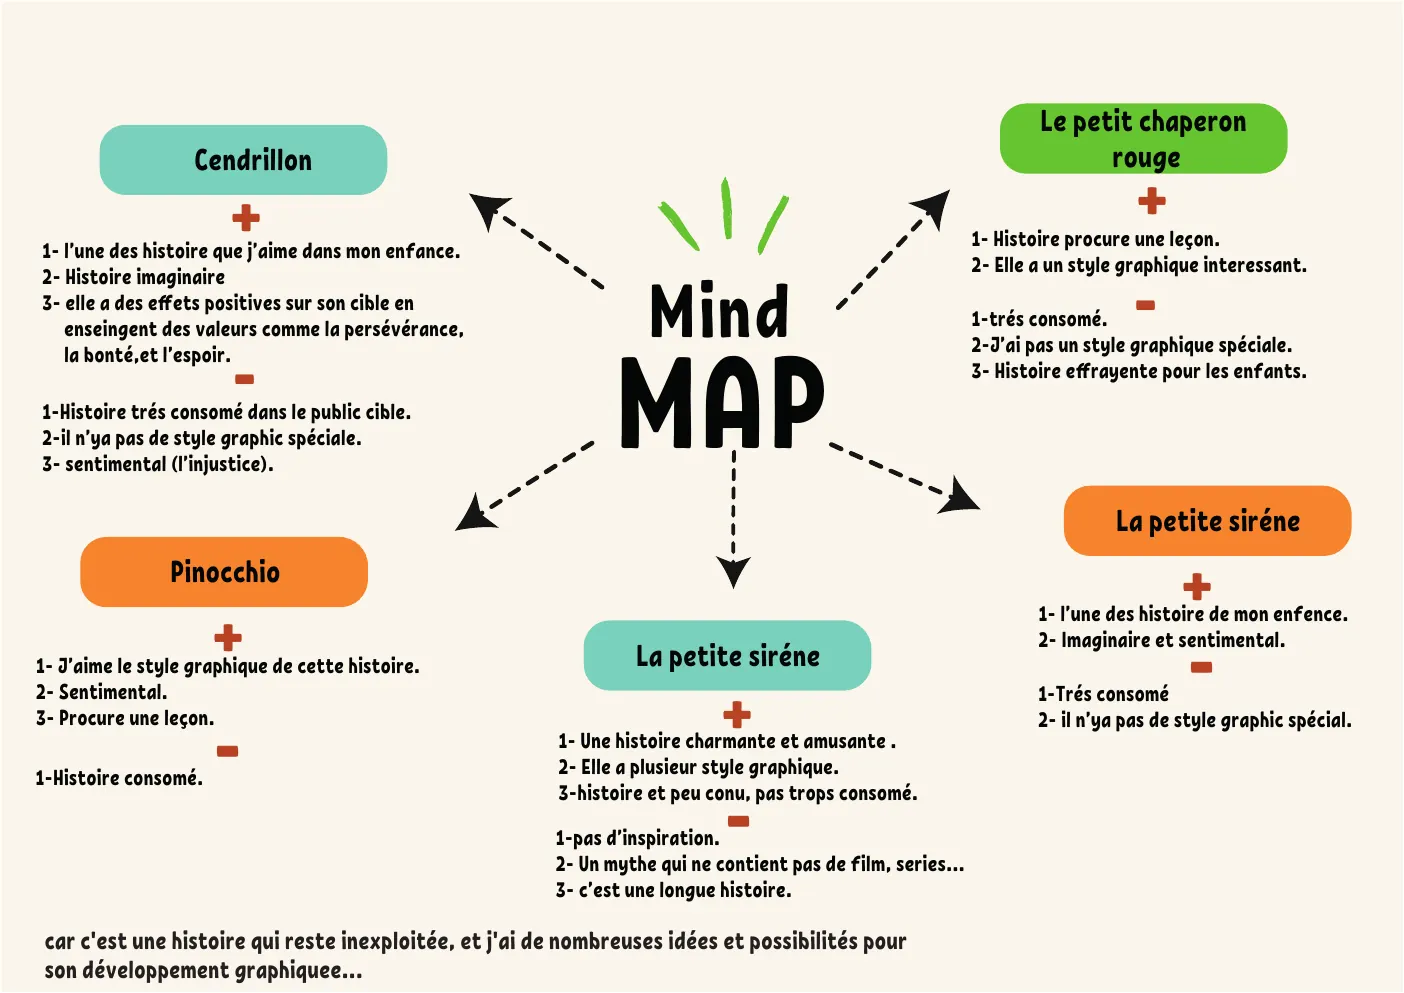 Cendrillon
1- l'une des histoire que j'aime dans mon enfance.
2- Histoire imaginaire
3- elle a des effets positives sur son cible en
enseingent des valeurs comme la persévérance,
la bonté,et l'espoir.
1-Histoire trés consomé dans le public cible.
2-il n'ya pas de style graphic spéciale.
3- sentimental (l'injustice).
Le petit chaperon
rouge
1- Histoire procure une leçon.
2- Elle a un style graphique interessant.
1-trés consomé.
2-J'ai pas un style graphique spéciale.
3- Histoire effrayente pour les enfants.
Mind
MAP
Pinocchio
1- J'aime le style graphique de cette histoire.
2- Sentimental.
3- Procure une leçon.
1-Histoire consomé.
La petite siréne
1- Une histoire charmante et amusante .
2- Elle a plusieur style graphique.
3-histoire et peu conu, pas trops consomé.
1-pas d'inspiration.
2- Un mythe qui ne contient pas de film, series...
3- c'est une longue histoire.
La petite siréne
1- l'une des histoire de mon enfence.
2- Imaginaire et sentimental.
1-Trés consomé
2- il n'ya pas de style graphic spécial.
car c'est une histoire qui reste inexploitée, et j'ai de nombreuses idées et possibilités pour
son développement graphiquee...